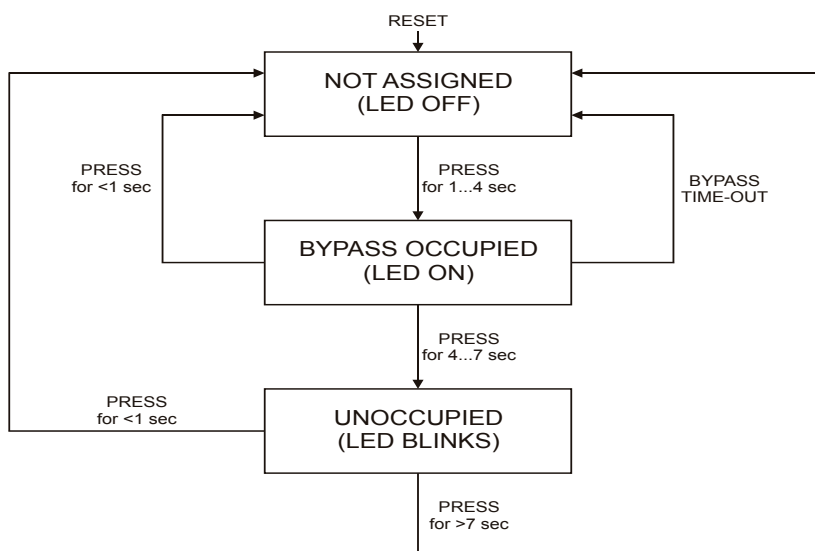 RESET
NOT ASSIGNED
(LED OFF)
PRESS
for <1 sec
PRESS
for 1...4 sec
BYPASS
TIME-OUT
BYPASS OCCUPIED
(LED ON)
PRESS
for 4...7 sec
PRESS
for <1 sec
UNOCCUPIED
(LED BLINKS)
PRESS
for >7 sec